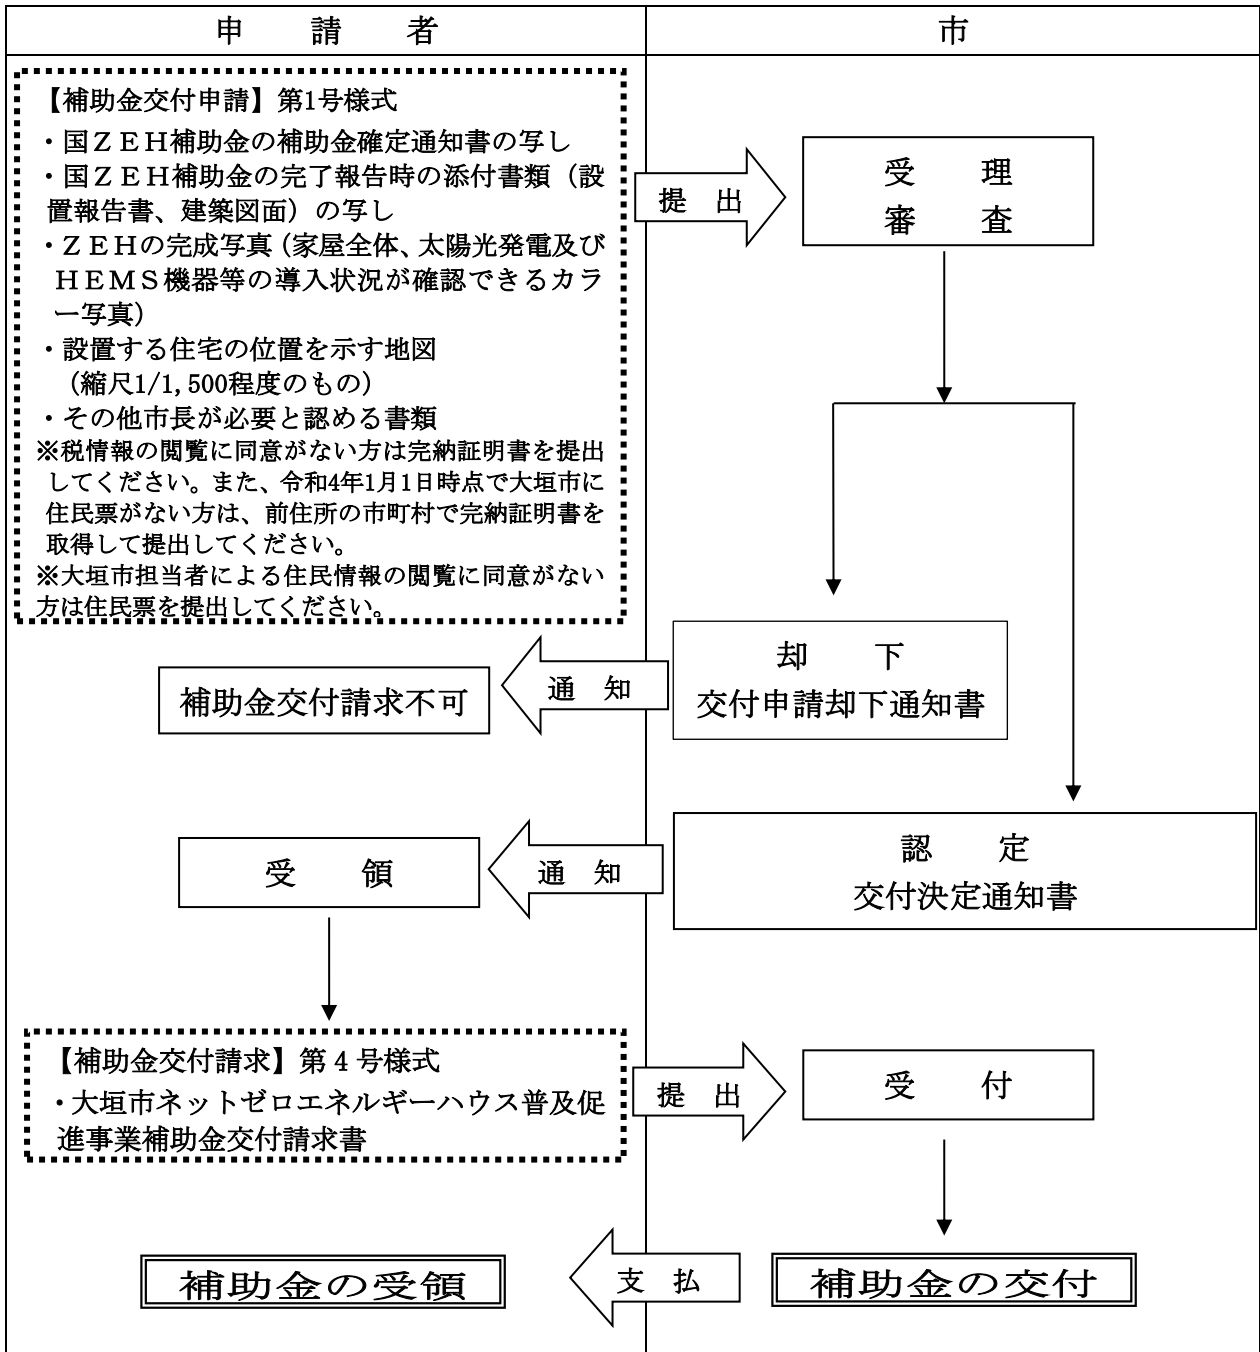 申　請　者
市
【補助金交付申請】第1号様式
・国ＺＥＨ補助金の補助金確定通知書の写し
・国ＺＥＨ補助金の完了報告時の添付書類（設
置報告書、建築図面）の写し
・ＺＥＨの完成写真（家屋全体、太陽光発電及び
ＨＥＭＳ機器等の導入状況が確認できるカラ
ー写真）
・設置する住宅の位置を示す地図
（縮尺1/1,500程度のもの）
・その他市長が必要と認める書類
※税情報の閲覧に同意がない方は完納証明書を提出
してください。また、令和4年1月1日時点で大垣市に
住民票がない方は、前住所の市町村で完納証明書を
取得して提出してください。
※大垣市担当者による住民情報の閲覧に同意がない
方は住民票を提出してください。
提　出
受　理
審　査
却　下
交付申請却下通知書
通　知
補助金交付請求不可
認　定
交付決定通知書
通　知
受　領
【補助金交付請求】第４号様式
・大垣市ネットゼロエネルギーハウス普及促
進事業補助金交付請求書
提　出
受　付
補助金の交付
支　払
補助金の受領